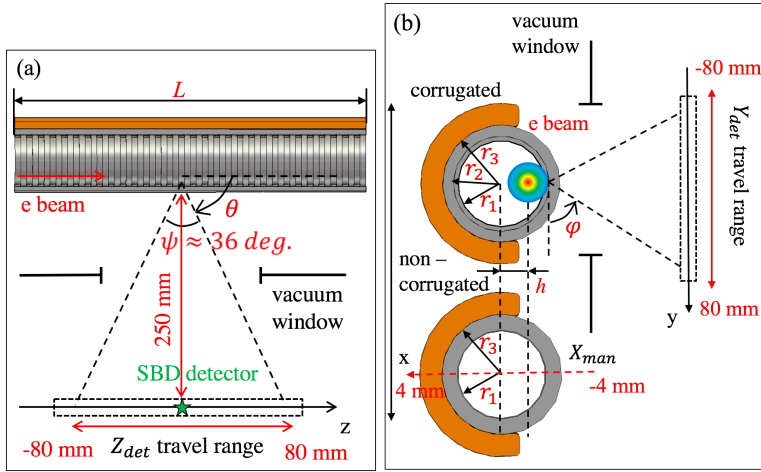 (a)
L
e beam
θ
ψ ≈ 36 deg.
250 mm
vacuum
window
SBD detector
z
-80 mm
Z_det travel range
80 mm
(b)
vacuum
window
-80 mm
corrugated
e beam
r_3
r_2
r_1
φ
Y_det travel range
non −
corrugated
h
80 mm
y
r_3
X_man
x
4 mm
-4 mm
r_1